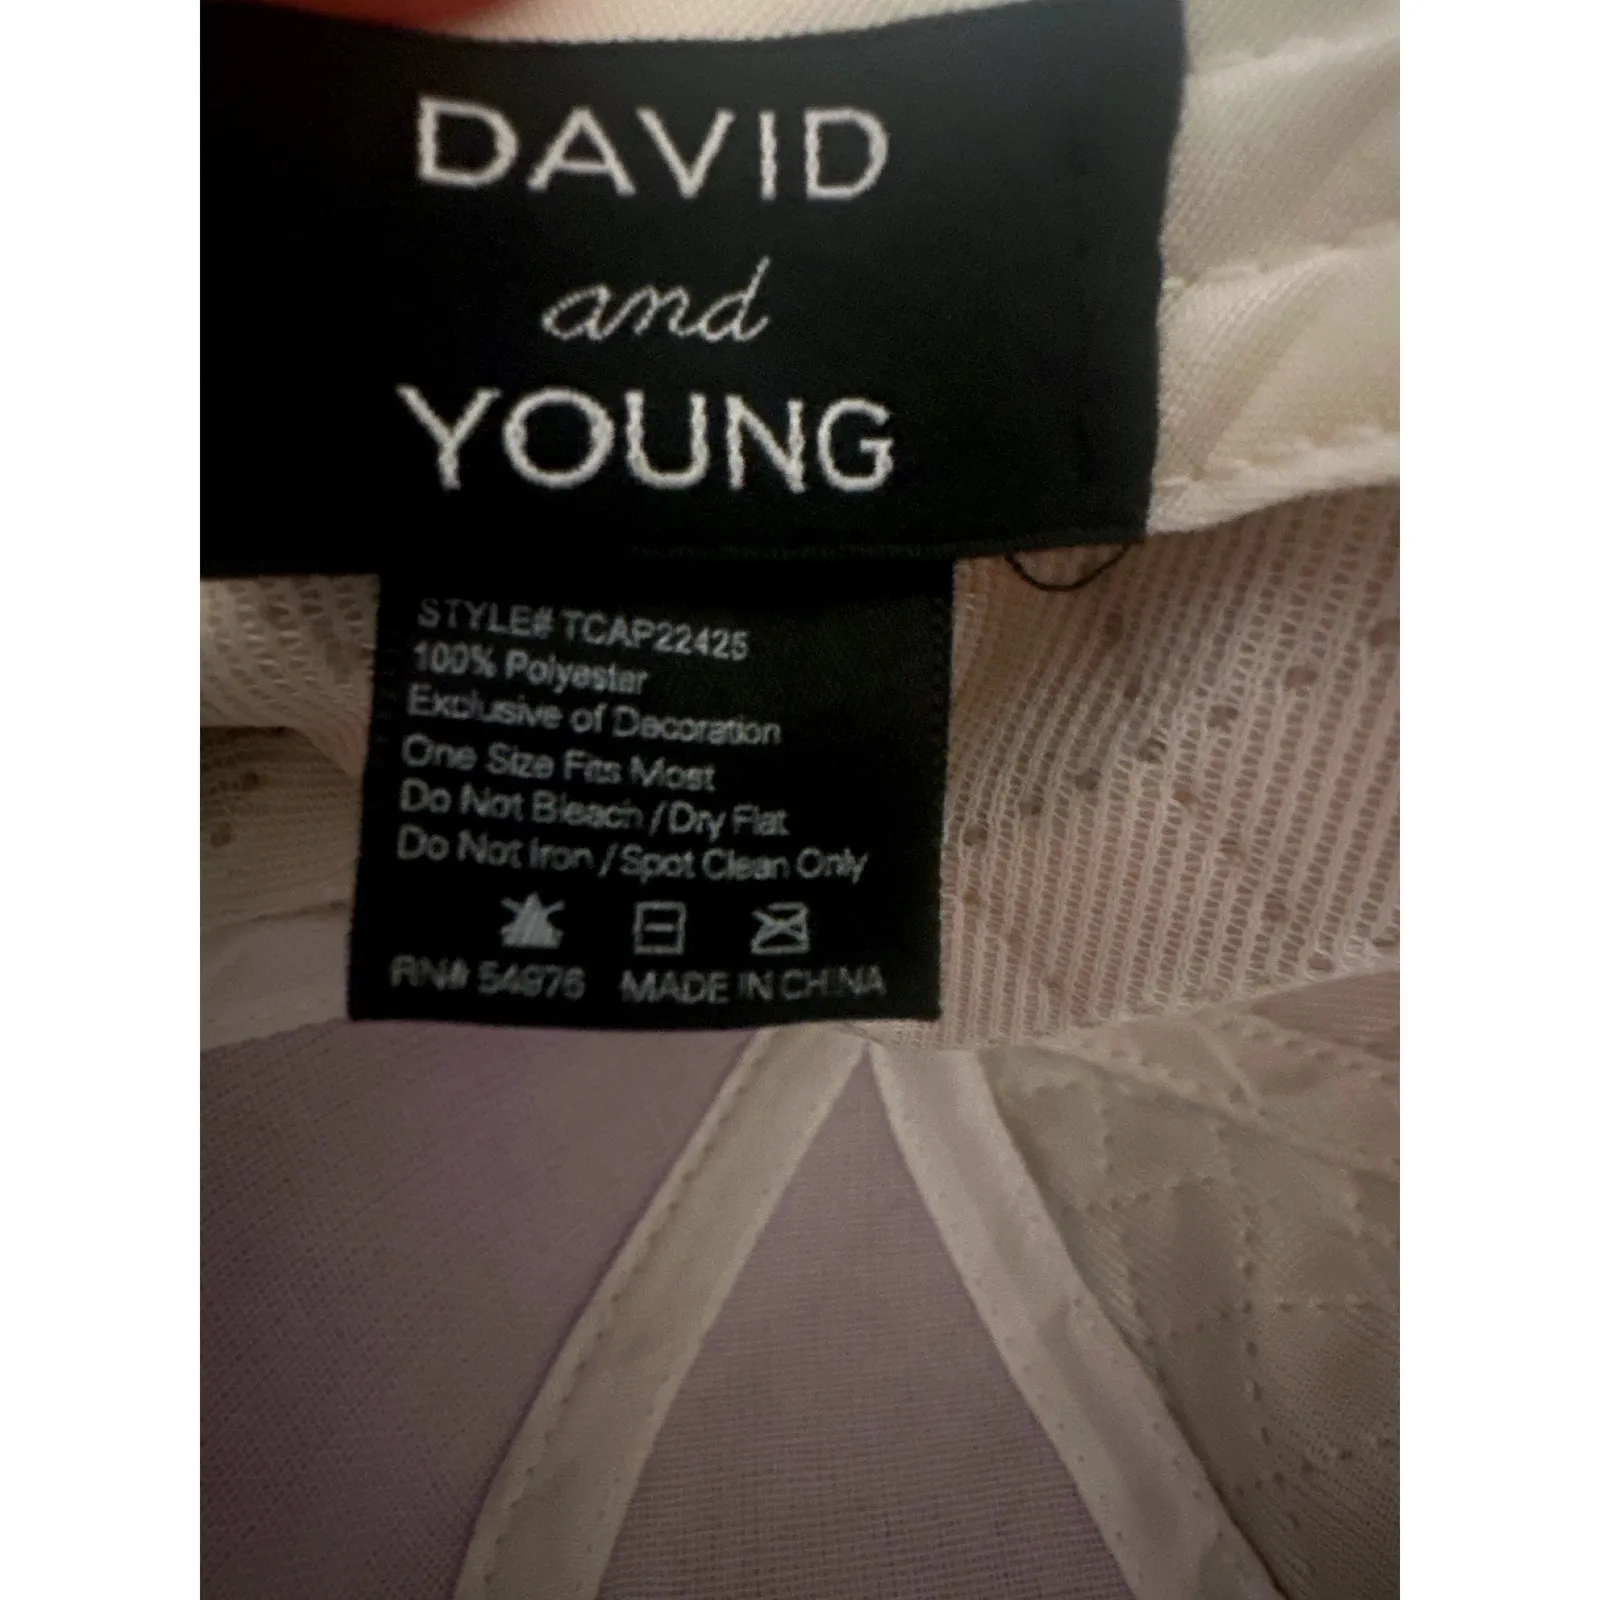 DAVID
and
YOUNG
STYLE# TCAP22425
100% Polyester
Exclusive of Decoration
One Size Fits Most
Do Not Bleach / Dry Flat
Do Not Iron / Spot Clean Only
RN# 54976 MADE IN CHINA